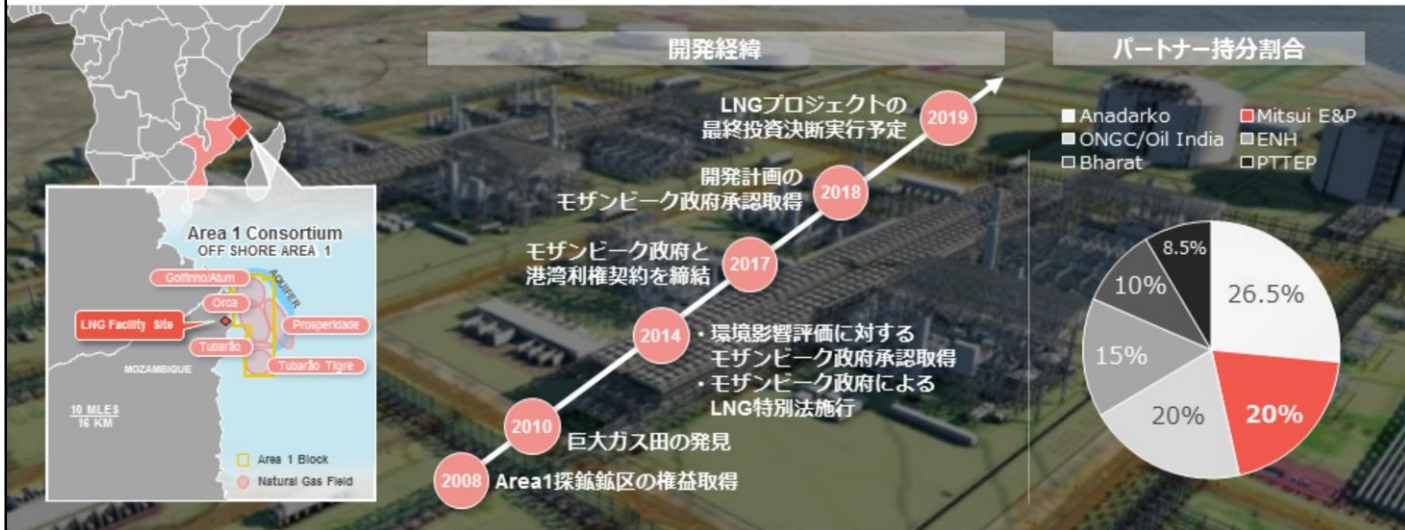 開発経緯
パートナー持分割合
LNGプロジェクトの
最終投資決断実行予定
2019
開発計画の
モザンビーク政府承認取得
2018
モザンビーク政府と
港湾利権契約を締結
2017
2014
・環境影響評価に対する
モザンビーク政府承認取得
・モザンビーク政府による
LNG特別法施行
2010
巨大ガス田の発見
2008
Area1探鉱鉱区の権益取得
Area 1 Consortium
OFF SHORE AREA 1
Golfinho/Atum
AQUIFER
Orca
LNG Facility Site
Prosperidade
Tubarão
MOZAMBIQUE
Tubarão Tigre
10 MILES
16 KM
Area 1 Block
Natural Gas Field
Anadarko
Mitsui E&P
ONGC/Oil India
ENH
Bharat
PTTEP
8.5%
10%
26.5%
15%
20%
20%